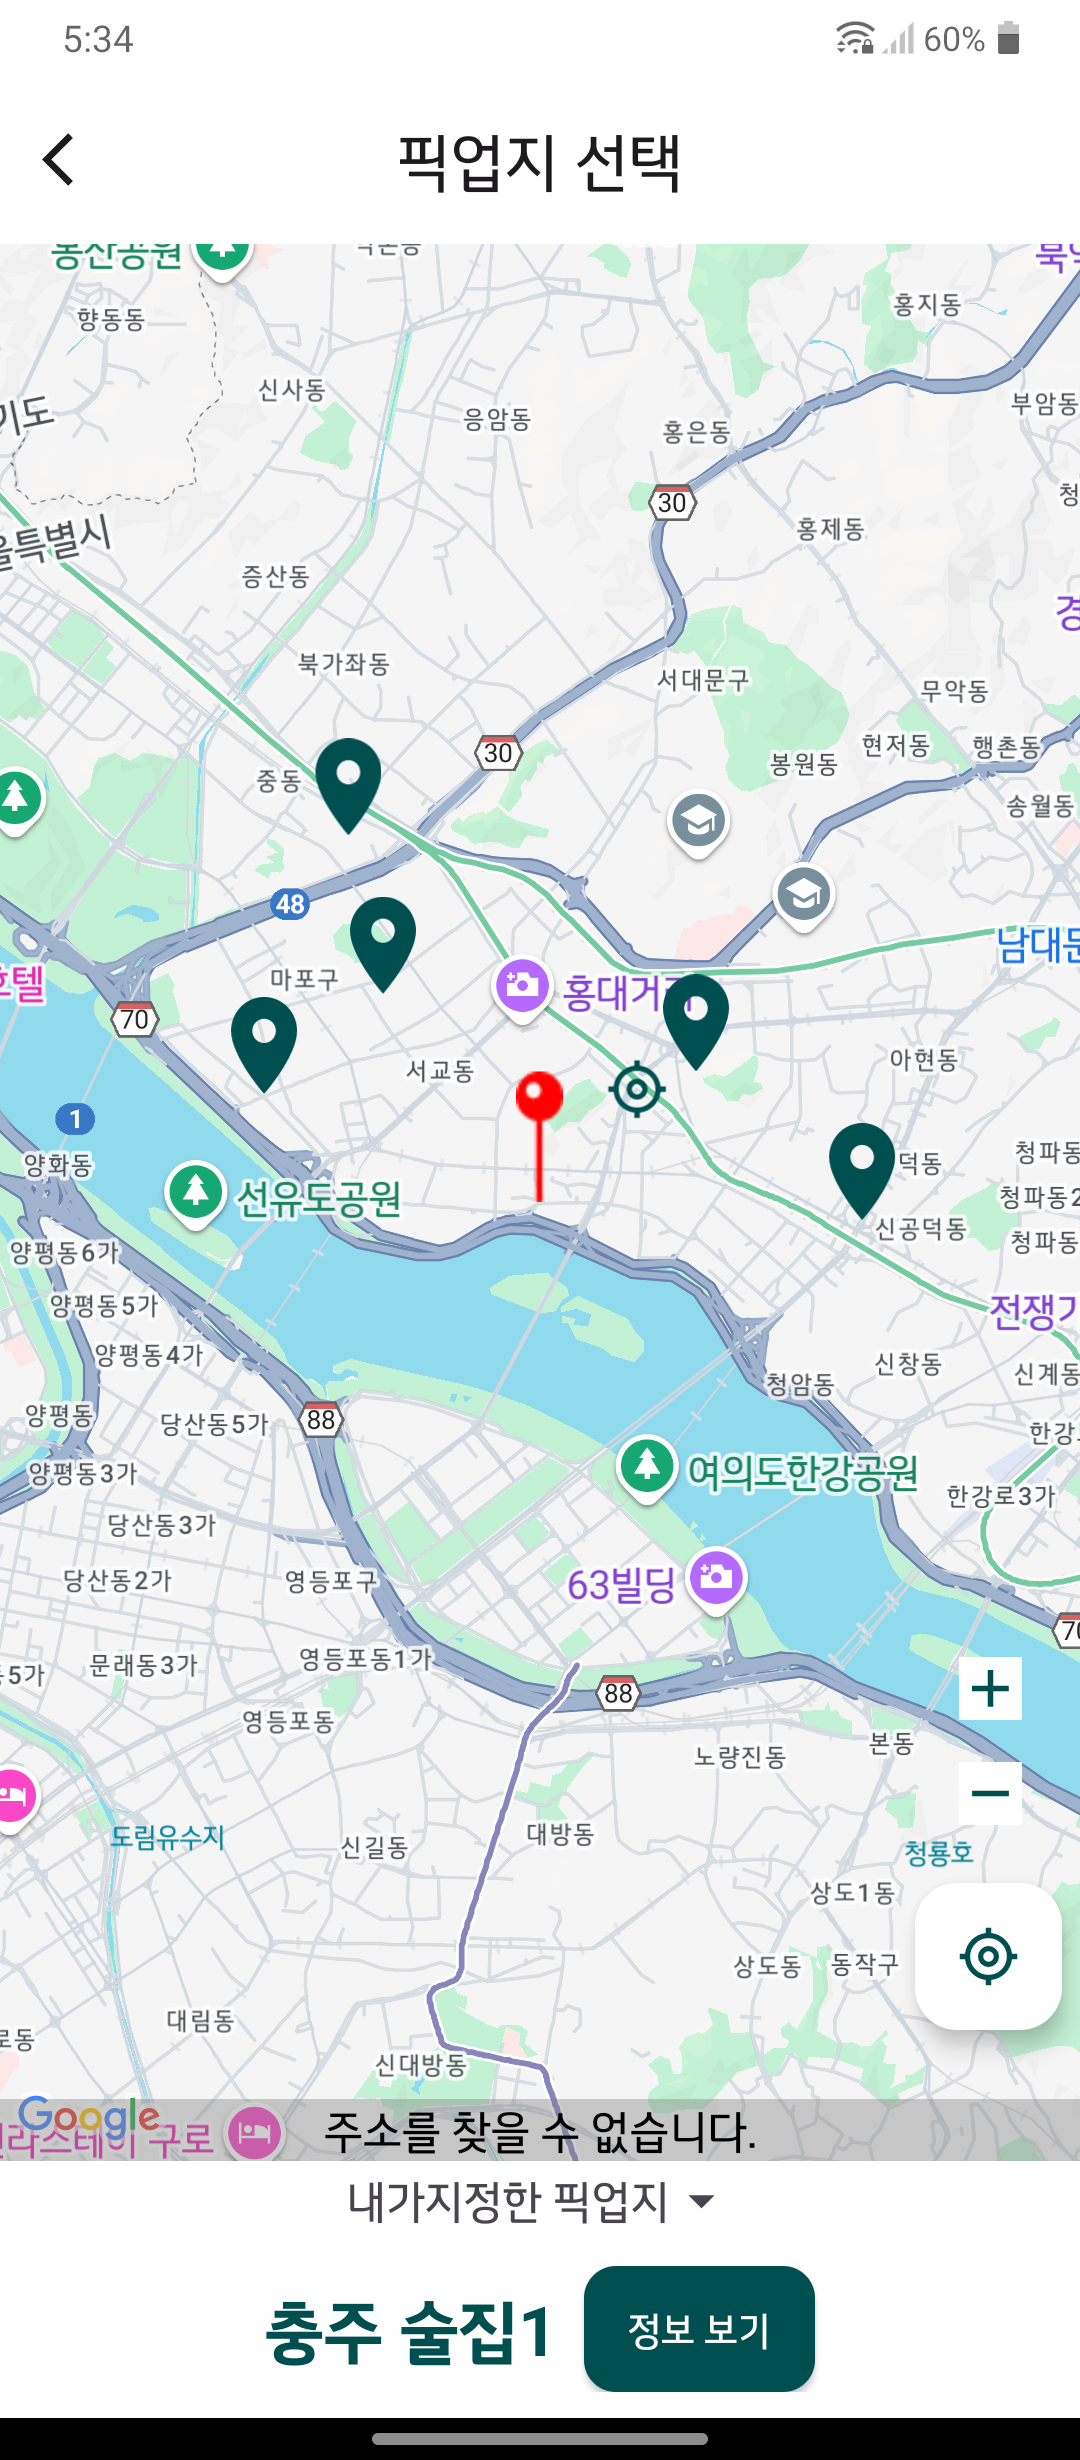 5:34
60%
픽업지 선택
봉산공원
향동동
홍지동
신사동
부암동
응암동
홍은동
30
홍제동
증산동
북가좌동
서대문구
무악동
30
현저동
행촌동
중동
봉원동
송월동
48
마포구
홍대거리
70
서교동
아현동
1
양화동
덕동
청파동
선유도공원
청파동2
신공덕동
청파동
양평동6가
양평동5가
양평동4가
신창동
신계동
청암동
양평동
당산동5가
88
양평동3가
여의도한강공원
한강로3가
당산동3가
당산동2가
영등포구
63빌딩
문래동3가
영등포동1가
88
영등포동
노량진동
본동
도림유수지
신길동
대방동
청룡호
상도1동
상도동
동작구
대림동
신대방동
Google
구로
주소를 찾을 수 없습니다.
내가지정한 픽업지
충주 술집1
정보 보기